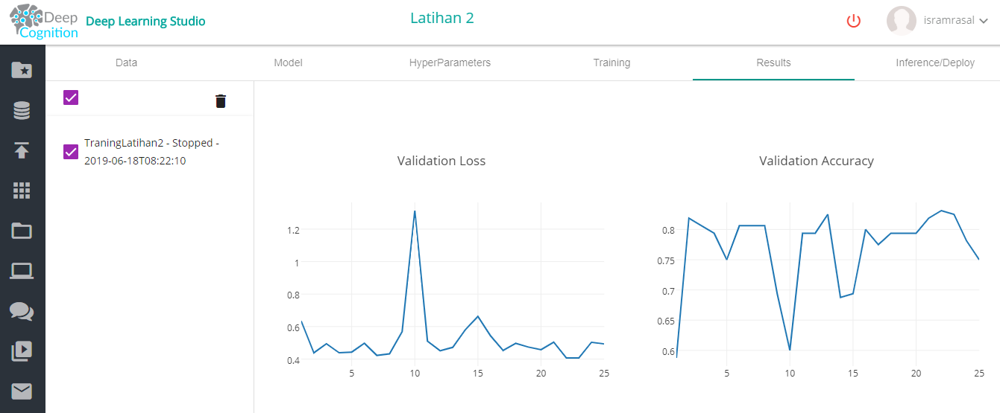 Deep
Cognition
Deep Learning Studio
Latihan 2
isramrasal
Data
Model
HyperParameters
Training
Results
Inference/Deploy
TraningLatihan2 - Stopped -
2019-06-18T08:22:10
Validation Loss
1.2
1
0.8
0.6
0.4
5
10
15
20
25
Validation Accuracy
0.8
0.75
0.7
0.65
0.6
5
10
15
20
25